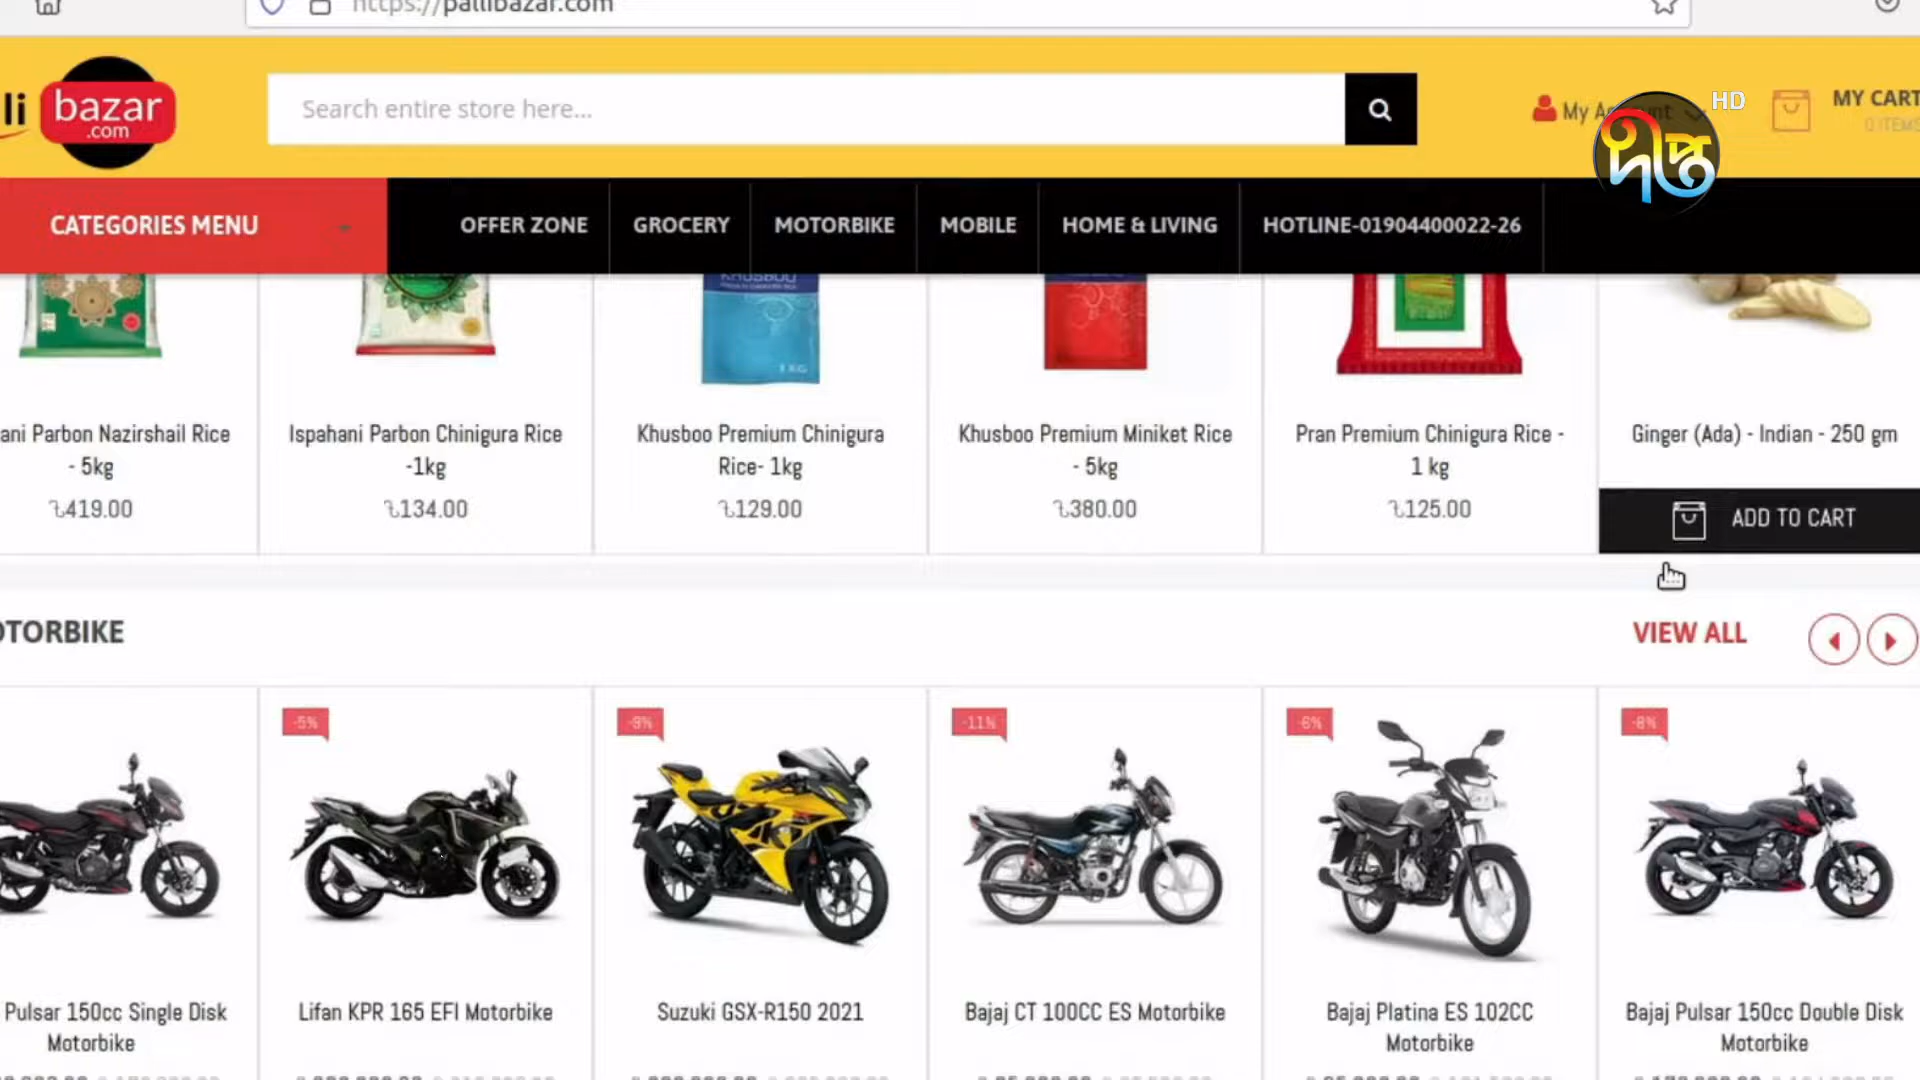 https://pallibazar.com
li
bazar
.com
Search entire store here...
HD
MY CART
0 ITEMS
দীপ্ত
CATEGORIES MENU
OFFER ZONE
GROCERY
MOTORBIKE
MOBILE
HOME & LIVING
HOTLINE-01904400022-26
1 KG
ani Parbon Nazirshail Rice
- 5kg
৳419.00
Ispahani Parbon Chinigura Rice
-1kg
৳134.00
Khusboo Premium Chinigura
Rice- 1kg
৳129.00
Khusboo Premium Miniket Rice
- 5kg
৳380.00
Pran Premium Chinigura Rice -
1 kg
৳125.00
Ginger (Ada) - Indian - 250 gm
ADD TO CART
OTORBIKE
VIEW ALL
-5%
-9%
-11%
-6%
-8%
Pulsar 150cc Single Disk
Motorbike
Lifan KPR 165 EFI Motorbike
Suzuki GSX-R150 2021
Bajaj CT 100CC ES Motorbike
Bajaj Platina ES 102CC
Motorbike
Bajaj Pulsar 150cc Double Disk
Motorbike